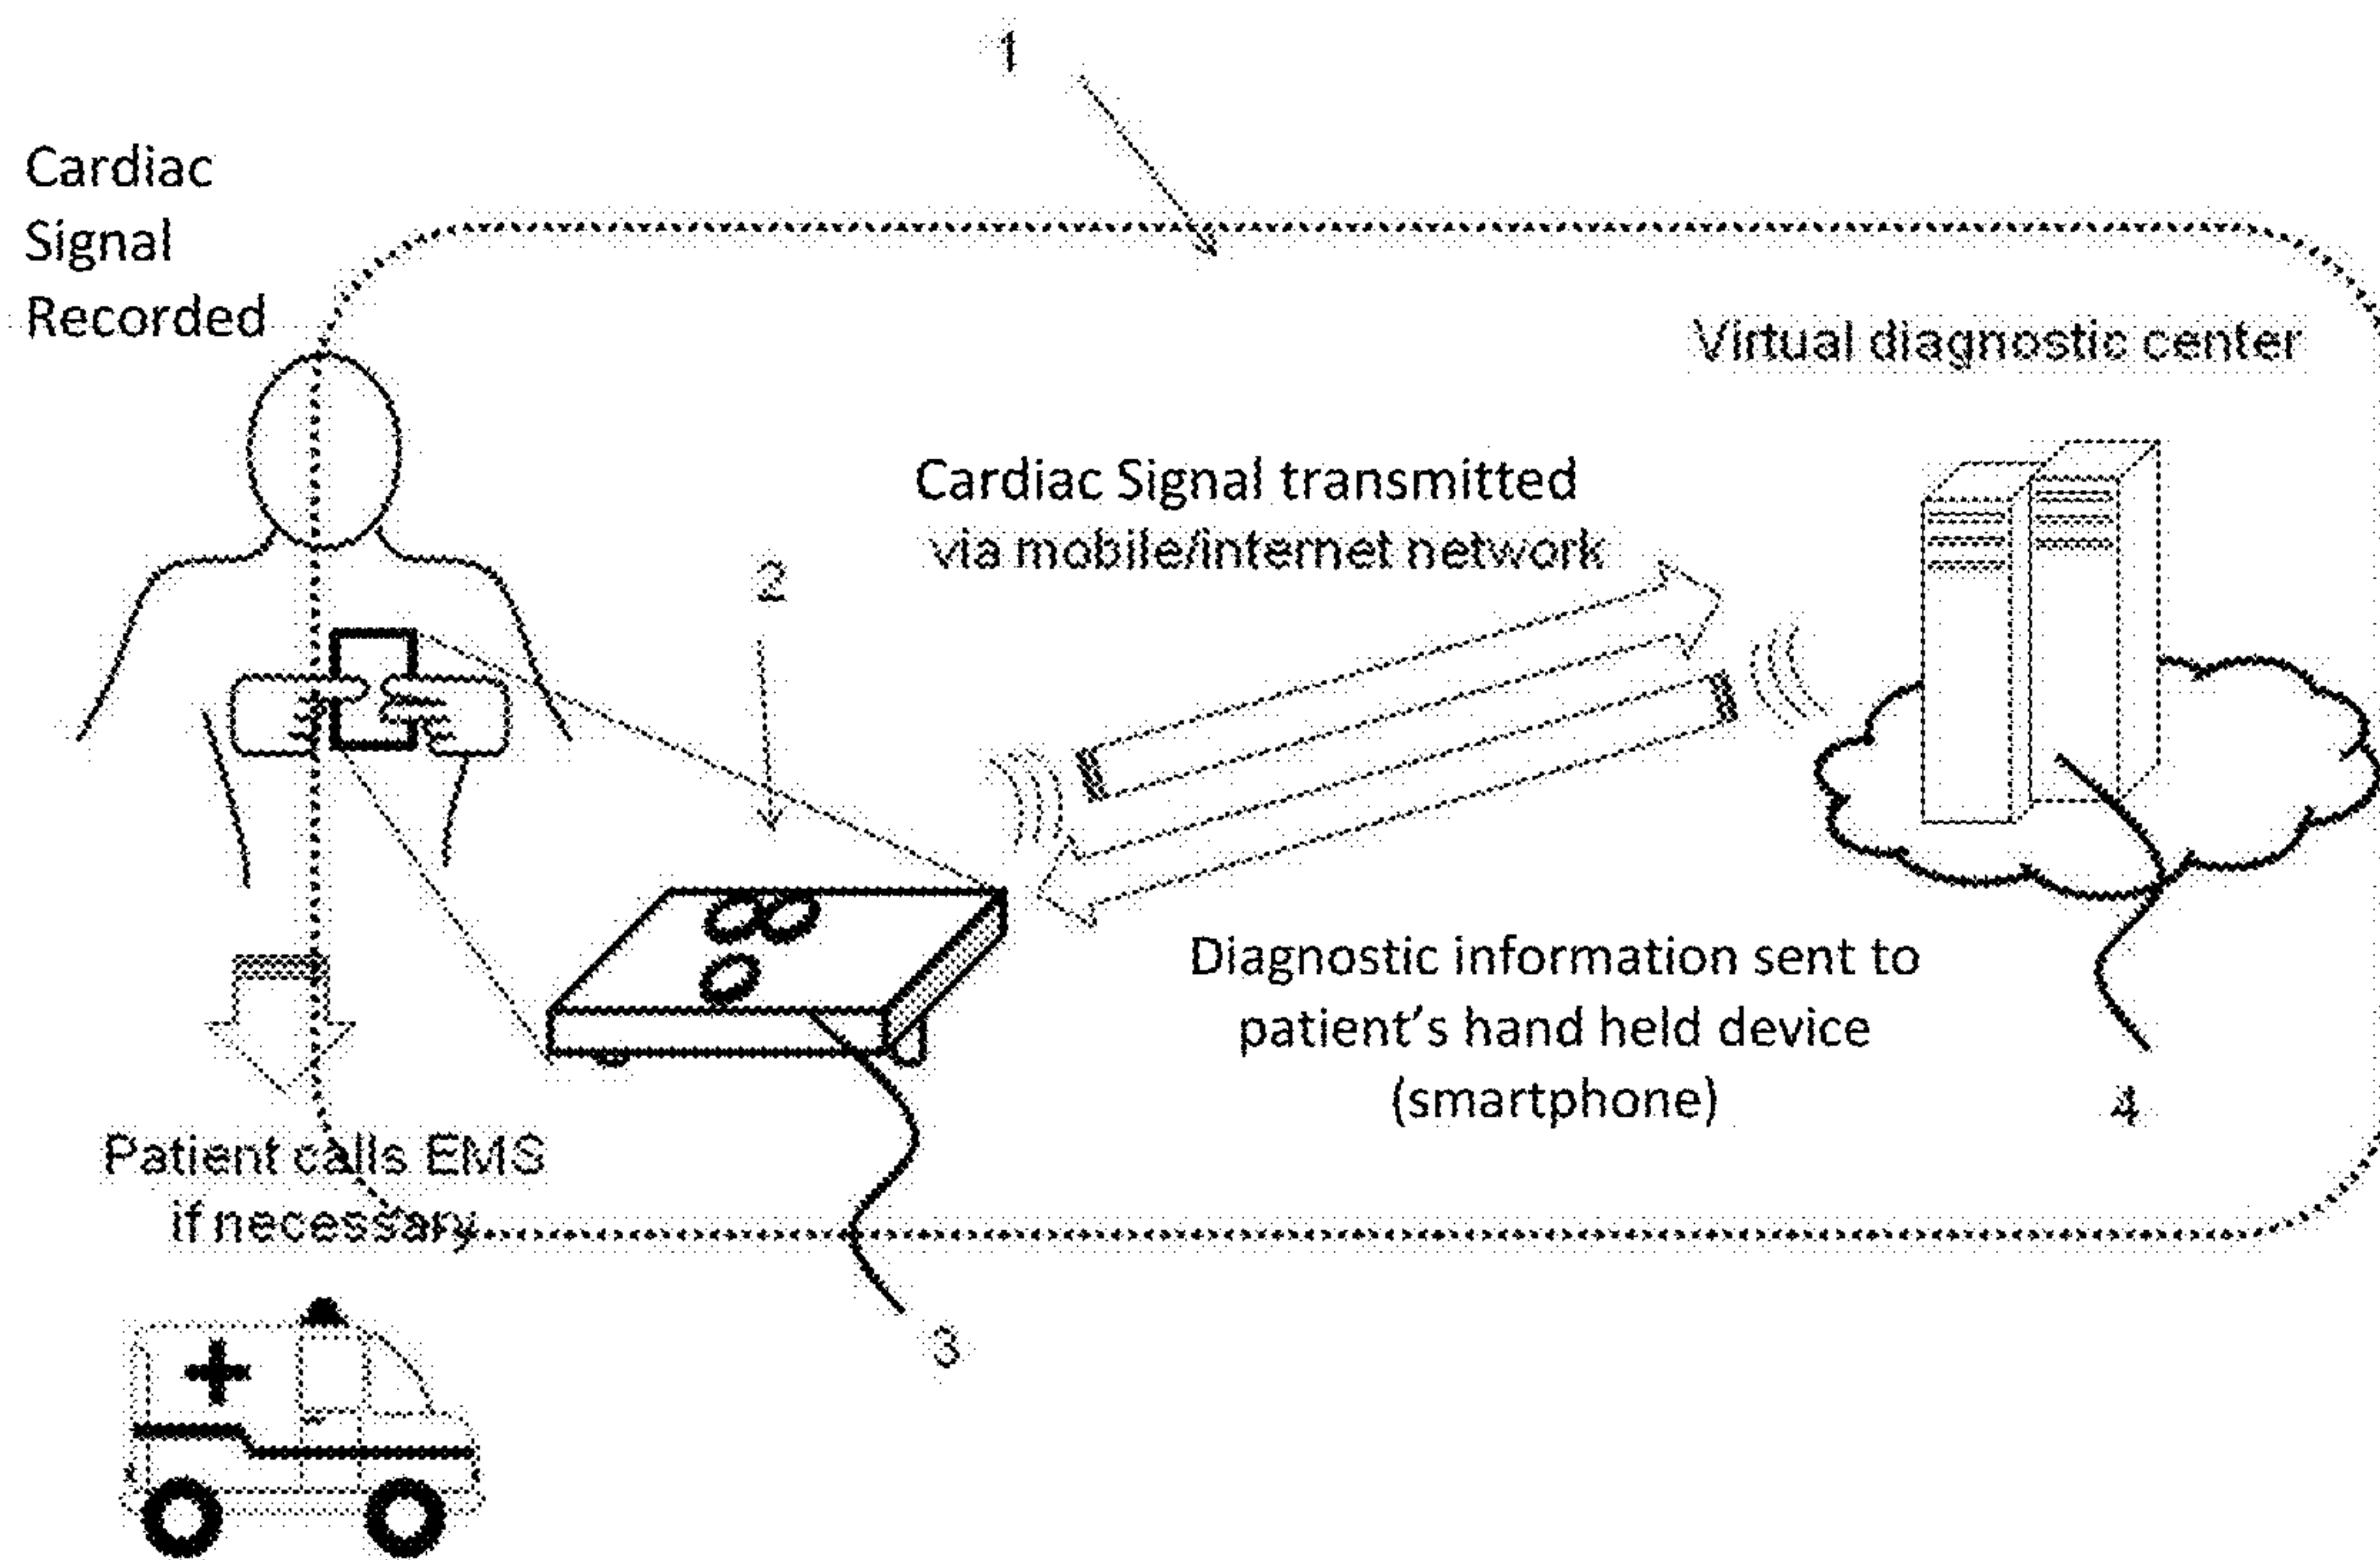 1
Cardiac
Signal
Recorded
Virtual diagnostic center
Cardiac Signal transmitted
via mobile/internet network
2
Diagnostic information sent to
patient's hand held device
(smartphone)
4
Patient calls EMS
if necessary
3